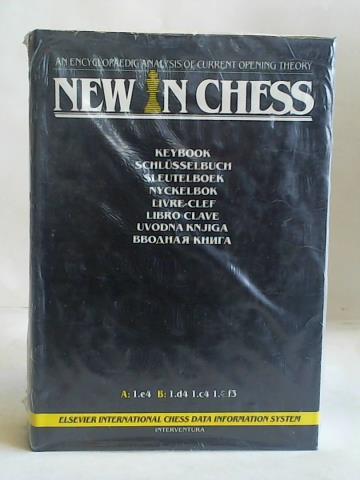 AN ENCYCLOPAEDIC ANALYSIS OF CURRENT OPENING THEORY
NEW IN CHESS
KEYBOOK
SCHLÜSSELBUCH
SLEUTELBOEK
NYCKELBOK
LIVRE-CLEF
LIBRO CLAVE
UVODNA KNJIGA
ВВОДНАЯ КНИГА
A: 1.e4 B: 1.d4 1.c4 1.♘f3
ELSEVIER INTERNATIONAL CHESS DATA INFORMATION SYSTEM
INTERVENTURA